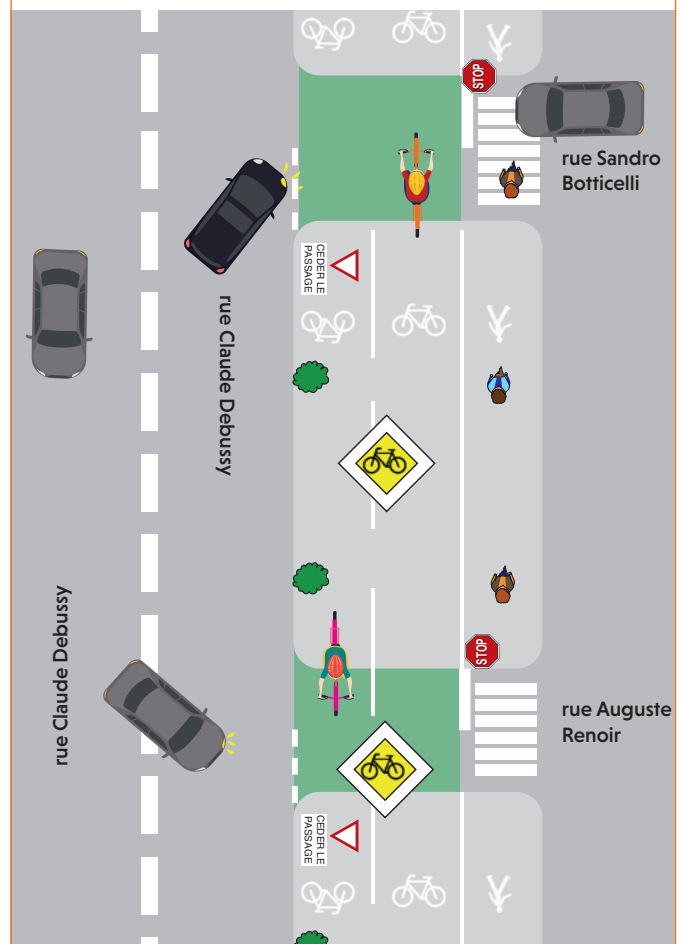 STOP
rue Sandro
Botticelli
CEDER LE
PASSAGE
rue Claude Debussy
rue Claude Debussy
STOP
rue Auguste
Renoir
CEDER LE
PASSAGE